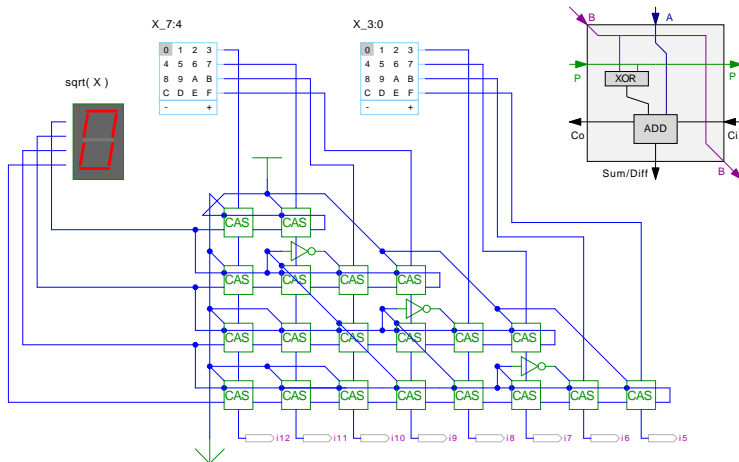 X_7:4
X_3:0
B
A
0 1 2 3
4 5 6 7
8 9 A B
C D E F
- +
0 1 2 3
4 5 6 7
8 9 A B
C D E F
- +
P
P
XOR
sqrt( X )
0
ADD
Co
Ci
Sum/Diff
B
CAS CAS
CAS CAS CAS CAS
CAS CAS CAS CAS CAS CAS
CAS CAS CAS CAS CAS CAS CAS CAS
i12 i11 i10 i9 i8 i7 i6 i5